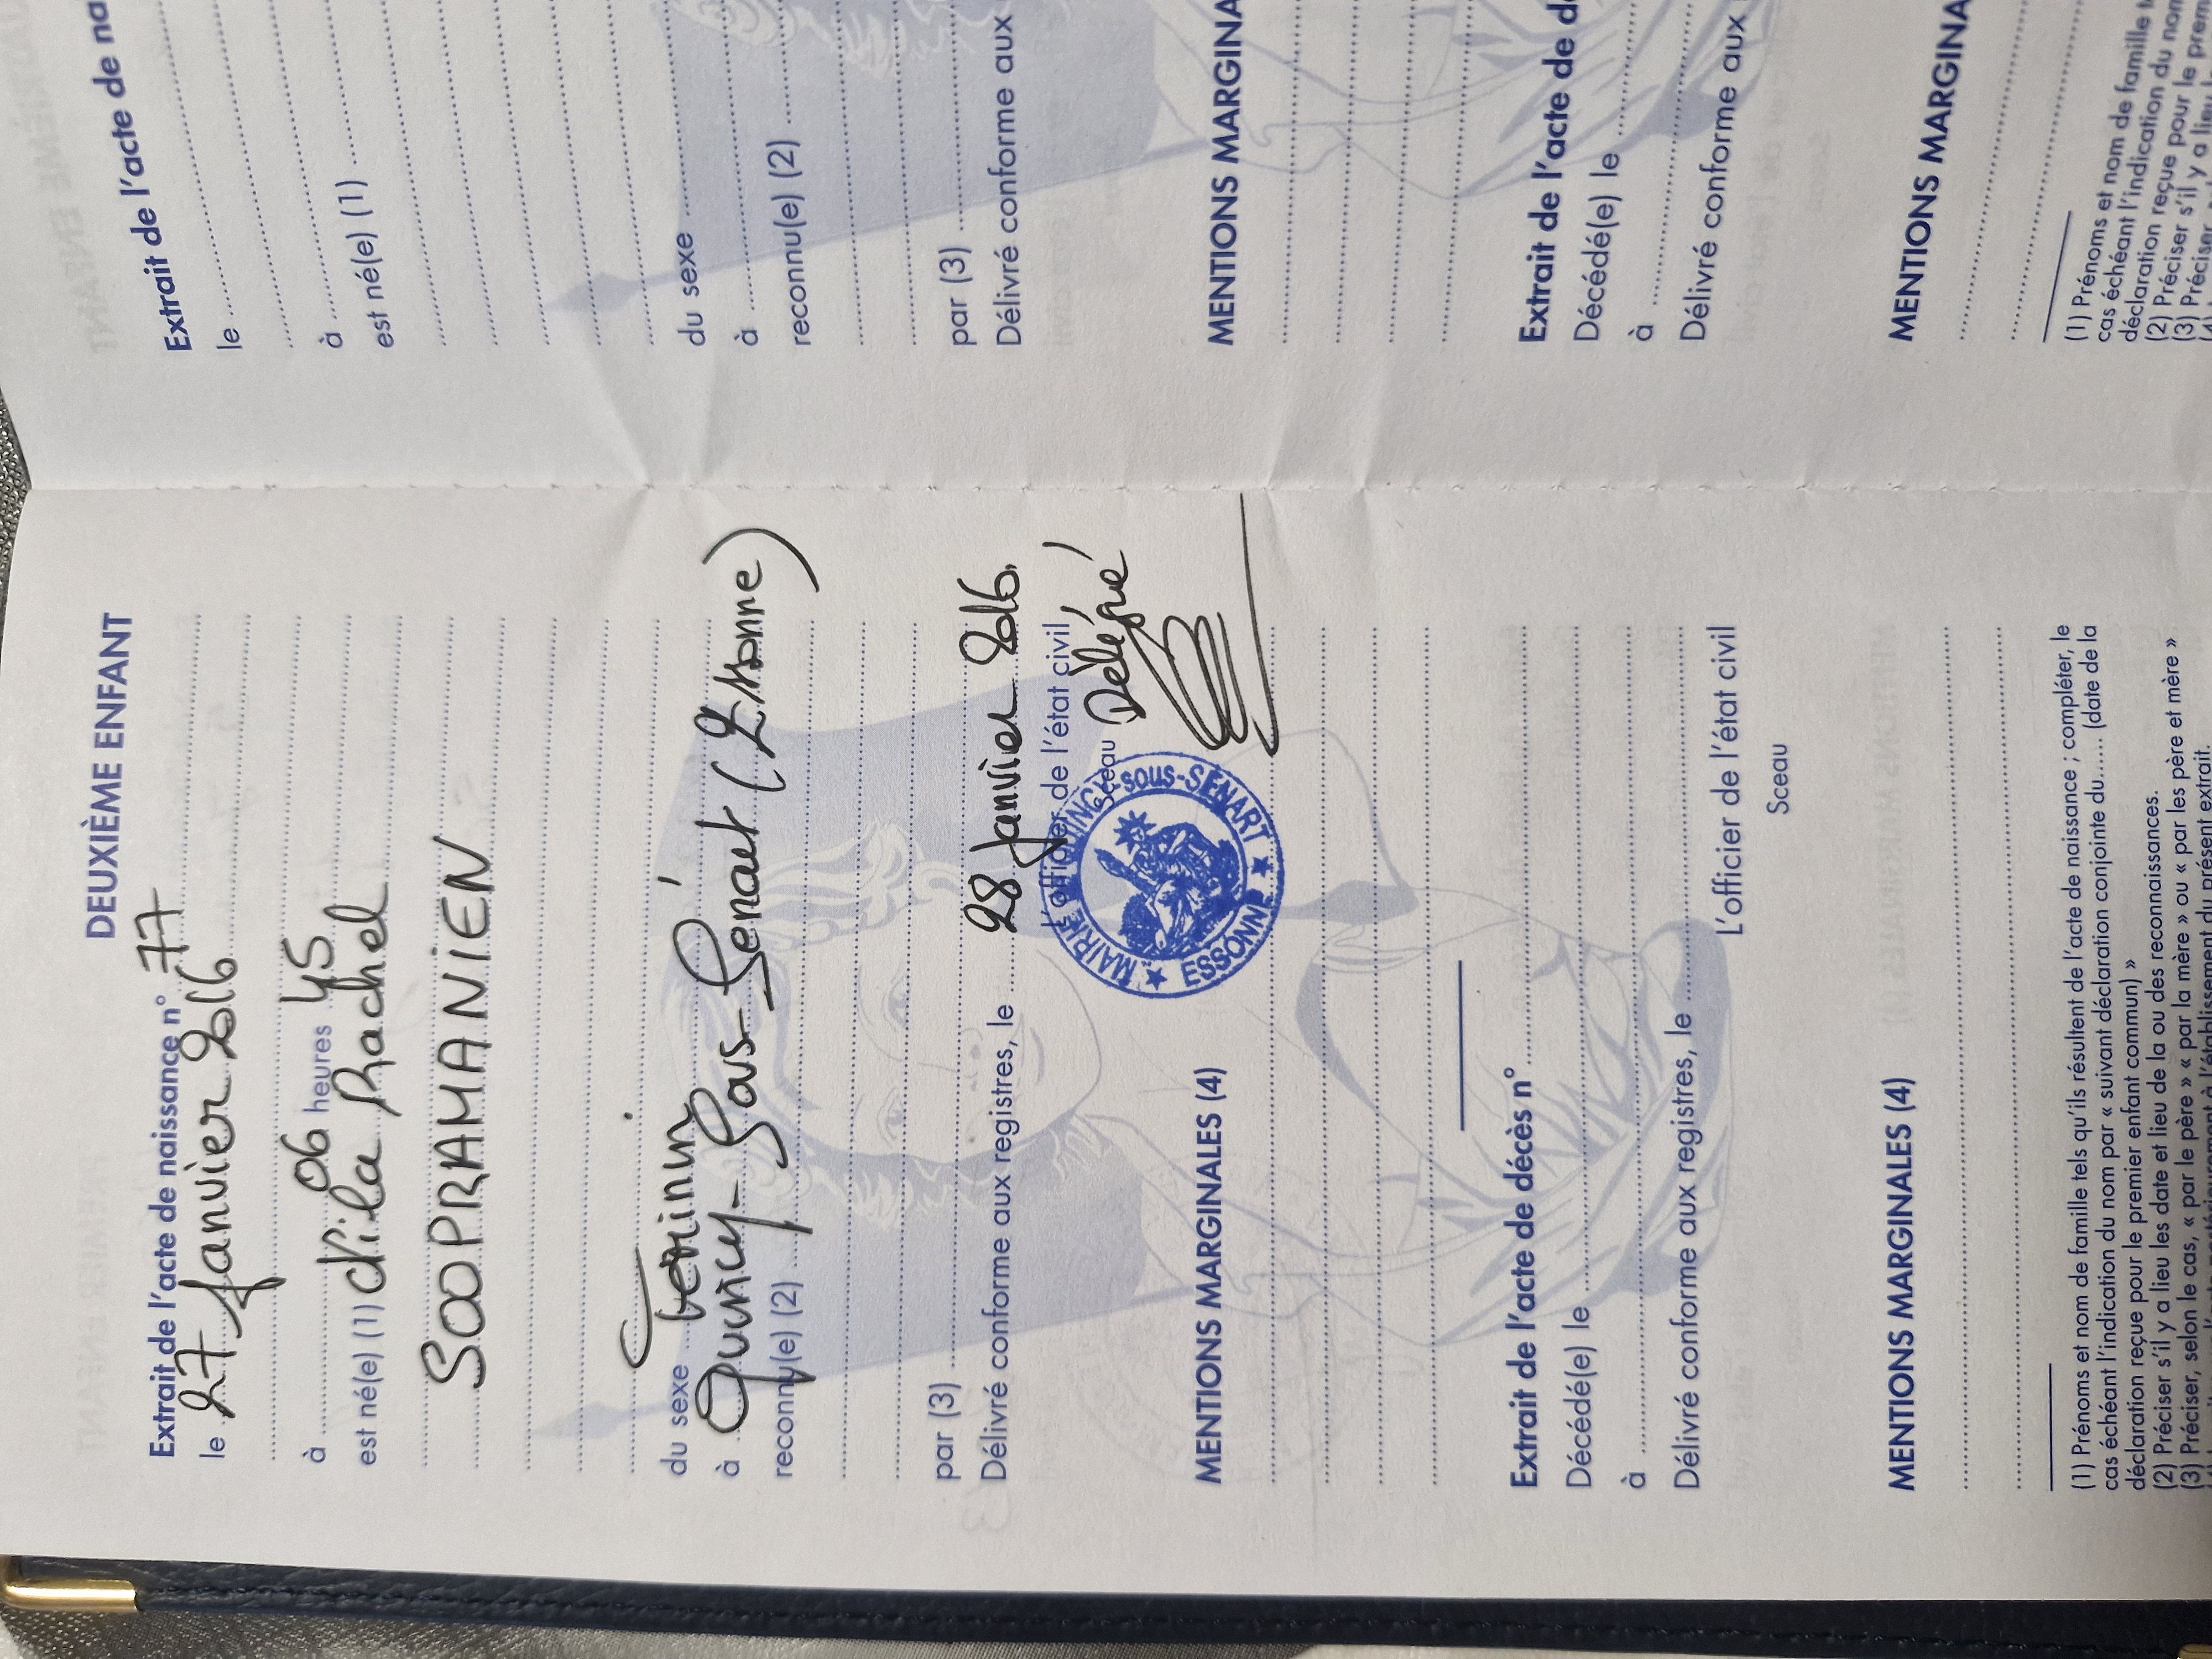 DEUXIÈME ENFANT
Extrait de l'acte de naissance n° 77
le 27 Janvier 2016
à 06 heures 45
est né(e) (1) Lila Rachel
SOOPRAMANIEN
du sexe Féminin
à Quincy-Sous-Sénart (Essonne)
reconnu(e) (2)
par (3)
Délivré conforme aux registres, le 28 Janvier 2016.
L'officier de l'état civil
Sceau Délégué
MAIRIE QUINCY-sous-SÉNART
★ ESSONNE ★
MENTIONS MARGINALES (4)
Extrait de l'acte de décès n°
Décédé(e) le
à
Délivré conforme aux registres, le
L'officier de l'état civil
Sceau
MENTIONS MARGINALES (4)
(1) Prénoms et nom de famille tels qu'ils résultent de l'acte de naissance ; compléter, le
cas échéant l'indication du nom par « suivant déclaration conjointe du...... (date de la
déclaration reçue pour le premier enfant commun) »
(2) Préciser s'il y a lieu les date et lieu de la ou des reconnaissances.
(3) Préciser, selon le cas, « par le père » « par la mère » ou « par les père et mère »
Extrait de l'acte de na
le
à
est né(e) (1)
du sexe
à
reconnu(e) (2)
par (3)
Délivré conforme aux
MENTIONS MARGINA
Extrait de l'acte de d
Décédé(e) le
à
Délivré conforme aux
MENTIONS MARGINA
(1) Prénoms et nom de famille
cas échéant l'indication du nom
déclaration reçue pour le prem
(2) Préciser s'il y a lieu
(3) Préciser